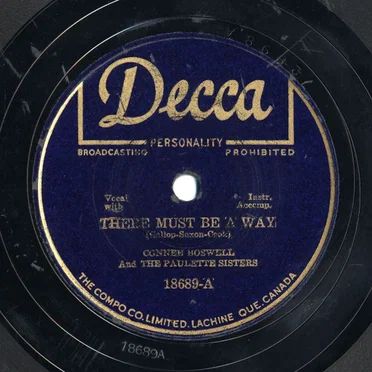 Decca
PERSONALITY
BROADCASTING PROHIBITED
Vocal with Instr. Accomp.
THERE MUST BE A WAY
(Gallop-Saxon-Cook)
CONNEE BOSWELL
And THE PAULETTE SISTERS
18689-A
THE COMPO CO. LIMITED. LACHINE QUE. CANADA
18689A